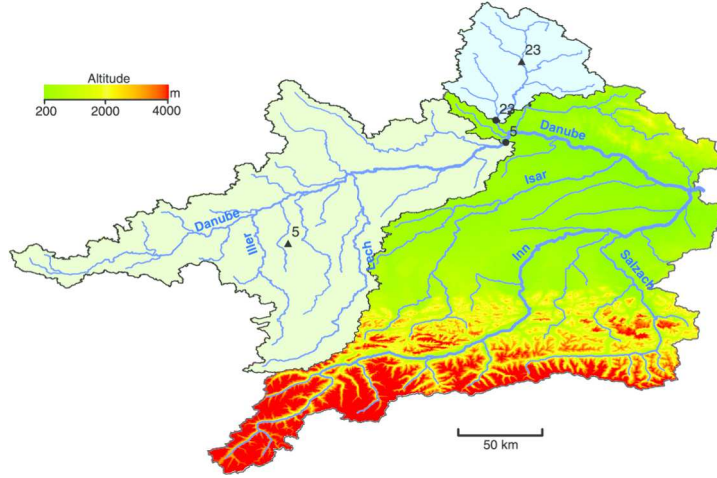 23
Altitude
m
200 2000 4000
23
5
Danube
Isar
Danube
5
Iller
Lech
Inn
Salzach
50 km